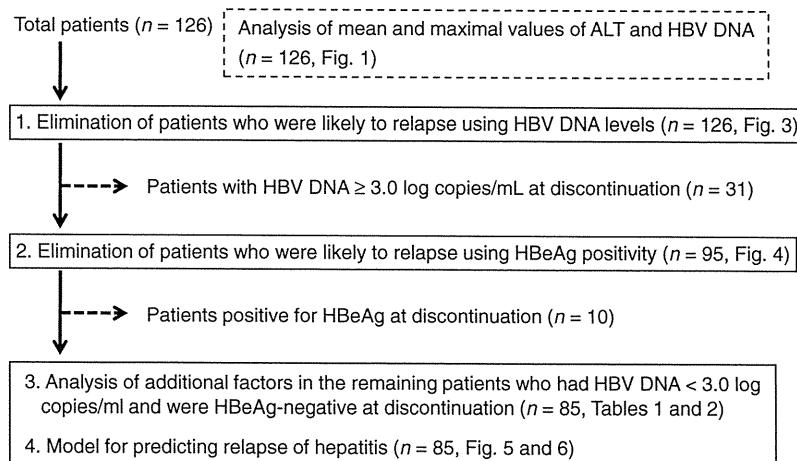 Total patients (n = 126)
Analysis of mean and maximal values of ALT and HBV DNA
(n = 126, Fig. 1)
1. Elimination of patients who were likely to relapse using HBV DNA levels (n = 126, Fig. 3)
Patients with HBV DNA ≥ 3.0 log copies/mL at discontinuation (n = 31)
2. Elimination of patients who were likely to relapse using HBeAg positivity (n = 95, Fig. 4)
Patients positive for HBeAg at discontinuation (n = 10)
3. Analysis of additional factors in the remaining patients who had HBV DNA < 3.0 log
copies/ml and were HBeAg-negative at discontinuation (n = 85, Tables 1 and 2)
4. Model for predicting relapse of hepatitis (n = 85, Fig. 5 and 6)